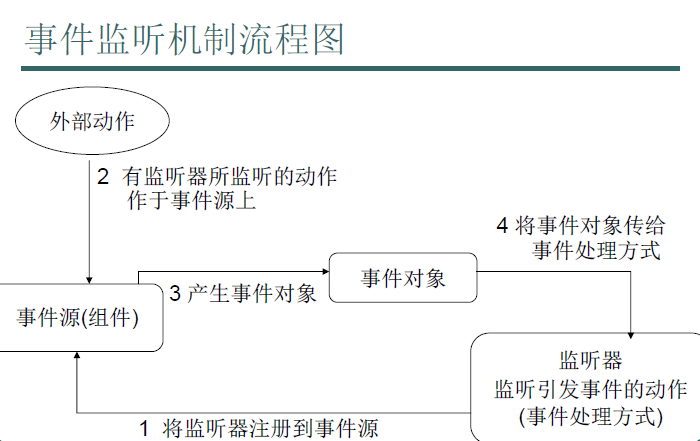 事件监听机制流程图
外部动作
2 有监听器所监听的动作
作于事件源上
4 将事件对象传给
事件处理方式
3 产生事件对象
事件对象
事件源(组件)
监听器
监听引发事件的动作
(事件处理方式)
1 将监听器注册到事件源